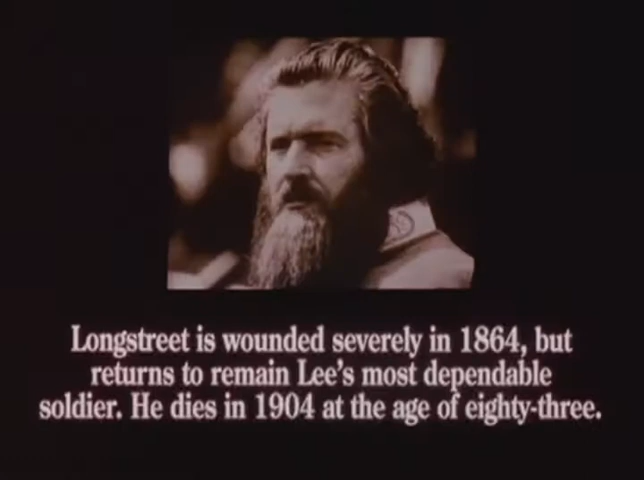 Longstreet is wounded severely in 1864, but
returns to remain Lee's most dependable
soldier. He dies in 1904 at the age of eighty-three.